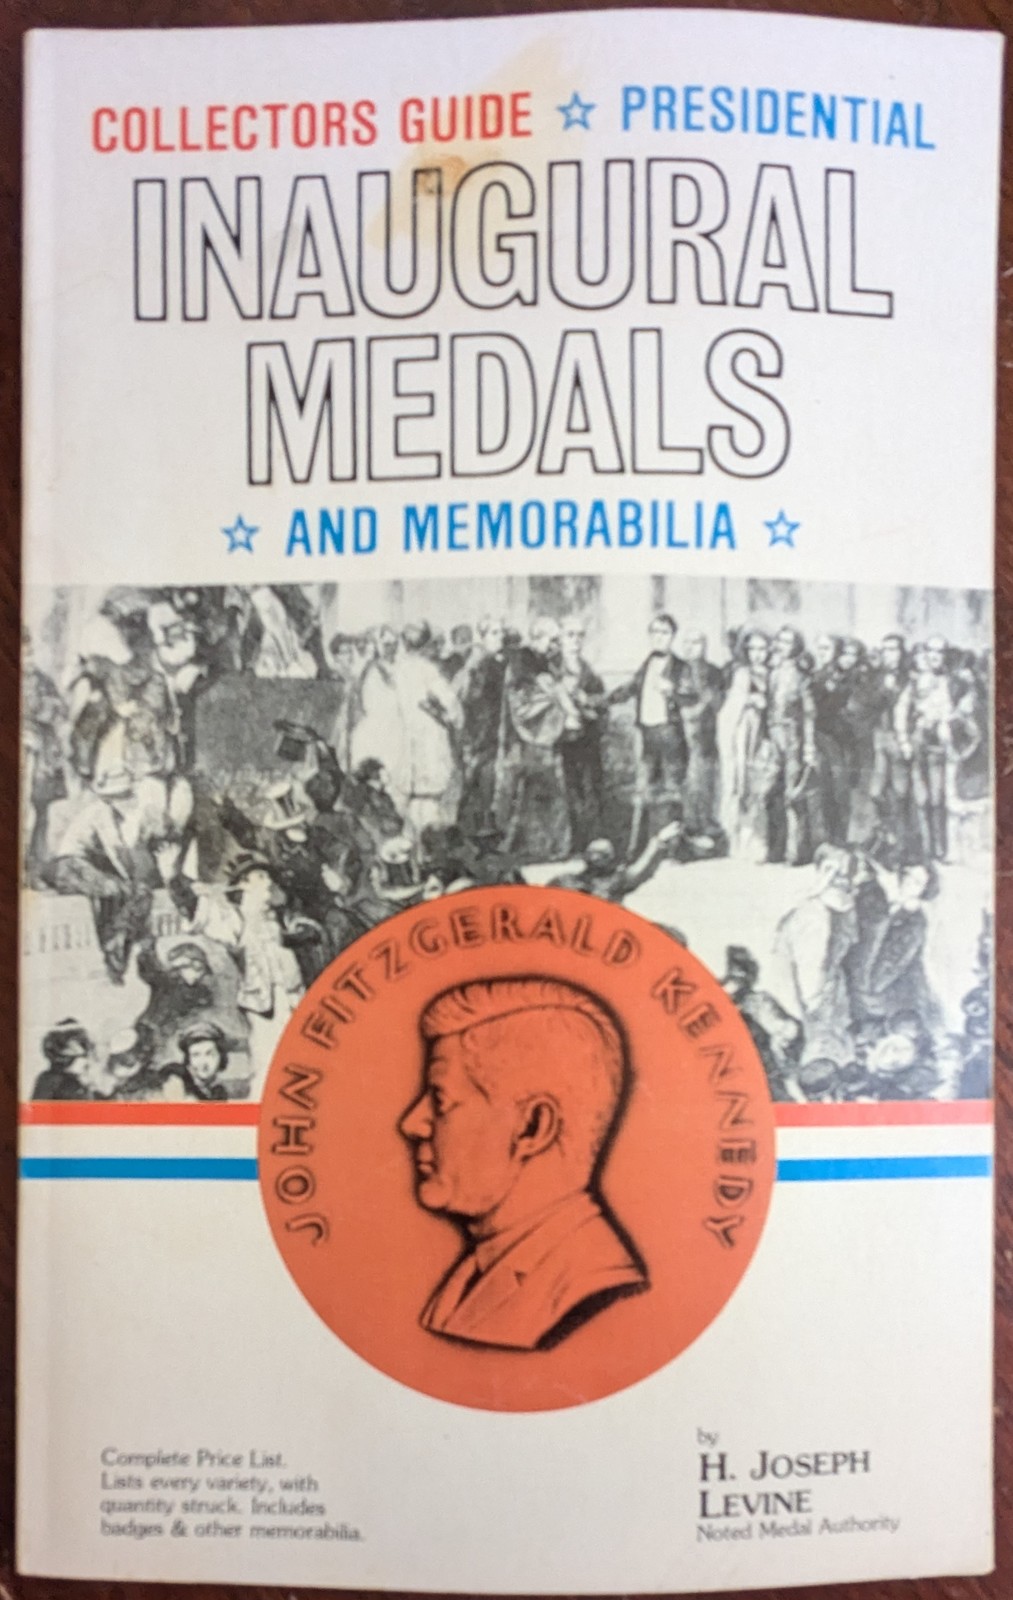 COLLECTORS GUIDE ☆ PRESIDENTIAL
INAUGURAL
MEDALS
☆ AND MEMORABILIA ☆
JOHN FITZGERALD KENNEDY
Complete Price List.
Lists every variety, with
quantity struck. Includes
badges & other memorabilia.
by
H. JOSEPH
LEVINE
Noted Medal Authority